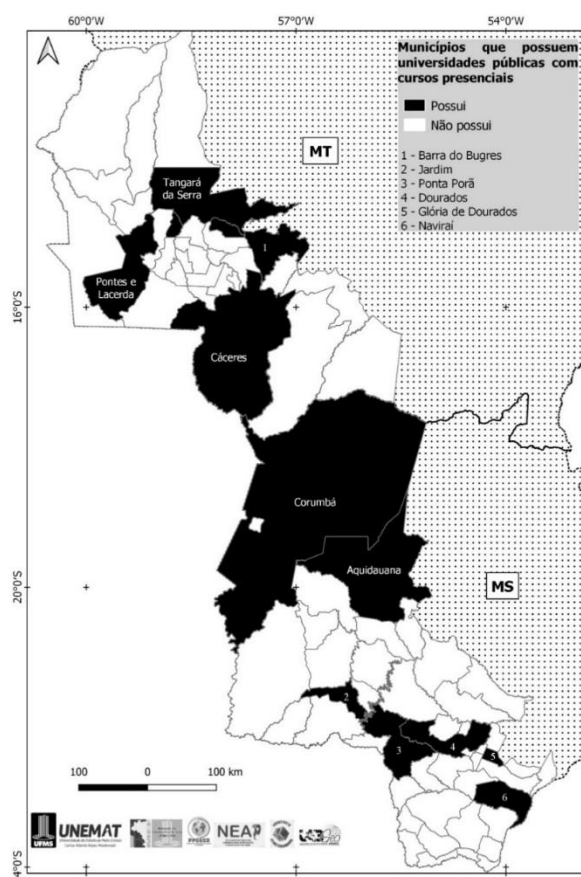 60°0'W
57°0'W
54°0'W
Municípios que possuem
universidades públicas com
cursos presenciais
Possui
Não possui
1 - Barra do Bugres
2 - Jardim
3 - Ponta Porã
4 - Dourados
5 - Glória de Dourados
6 - Naviraí
MT
Tangará
da Serra
1
Pontes e
Lacerda
16°0'S
Cáceres
Corumbá
Aquidauana
20°0'S
MS
2
3
4
5
6
100
0
100 km
UFMS
UNEMAT
NEAP
4°0'S